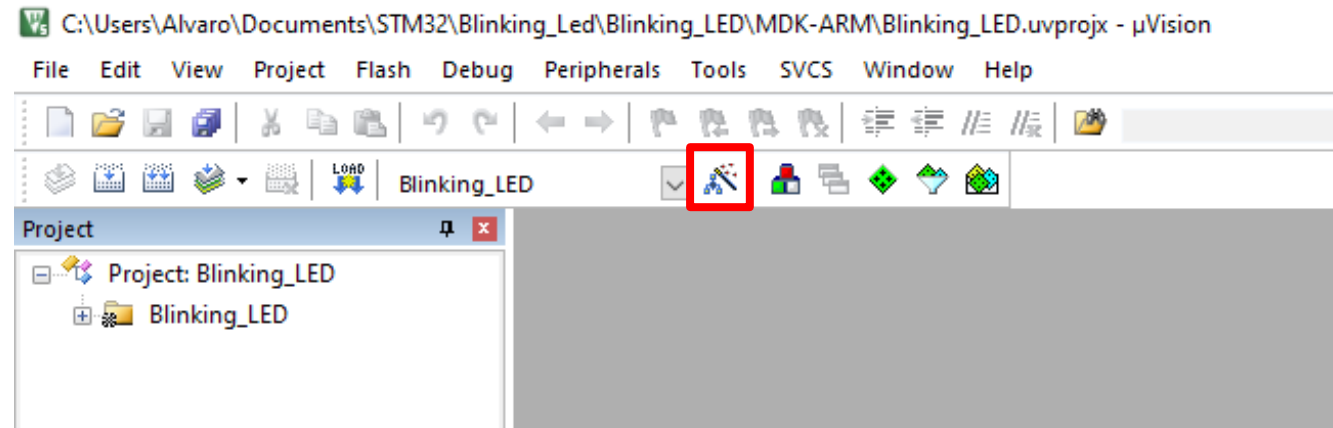 C:\Users\Alvaro\Documents\STM32\Blinking_Led\Blinking_LED\MDK-ARM\Blinking_LED.uvprojx - µVision
File Edit View Project Flash Debug Peripherals Tools SVCS Window Help
LOAD Blinking_LED
Project
Project: Blinking_LED
Blinking_LED